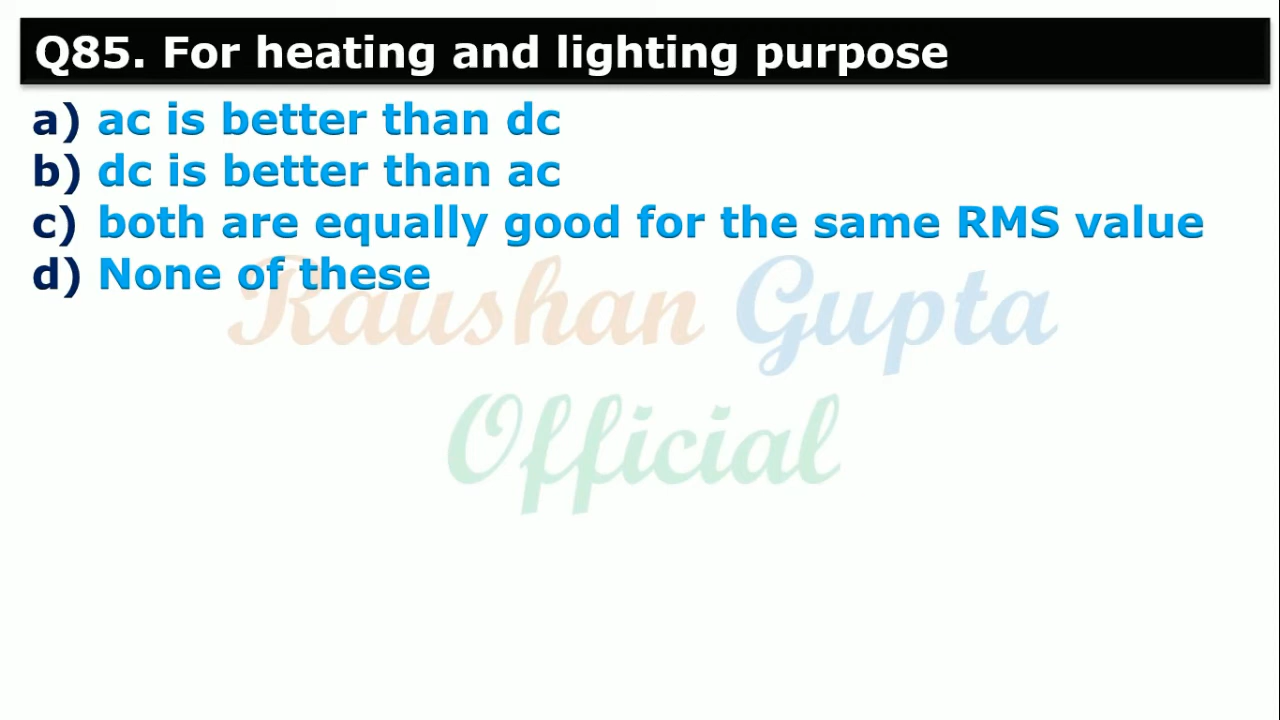 Q85. For heating and lighting purpose
a) ac is better than dc
b) dc is better than ac
c) both are equally good for the same RMS value
d) None of these
Raushan Gupta
Official